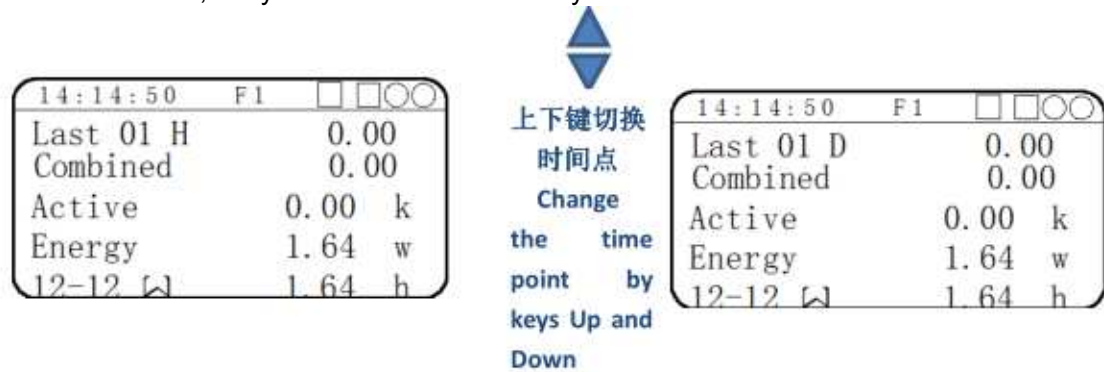 14:14:50 F1
Last 01 H 0.00
Combined 0.00
Active 0.00 k
Energy 1.64 w
12-12 1.64 h
上下键切换
时间点
Change
the time
point by
keys Up and
Down
14:14:50 F1
Last 01 D 0.00
Combined 0.00
Active 0.00 k
Energy 1.64 w
12-12 1.64 h